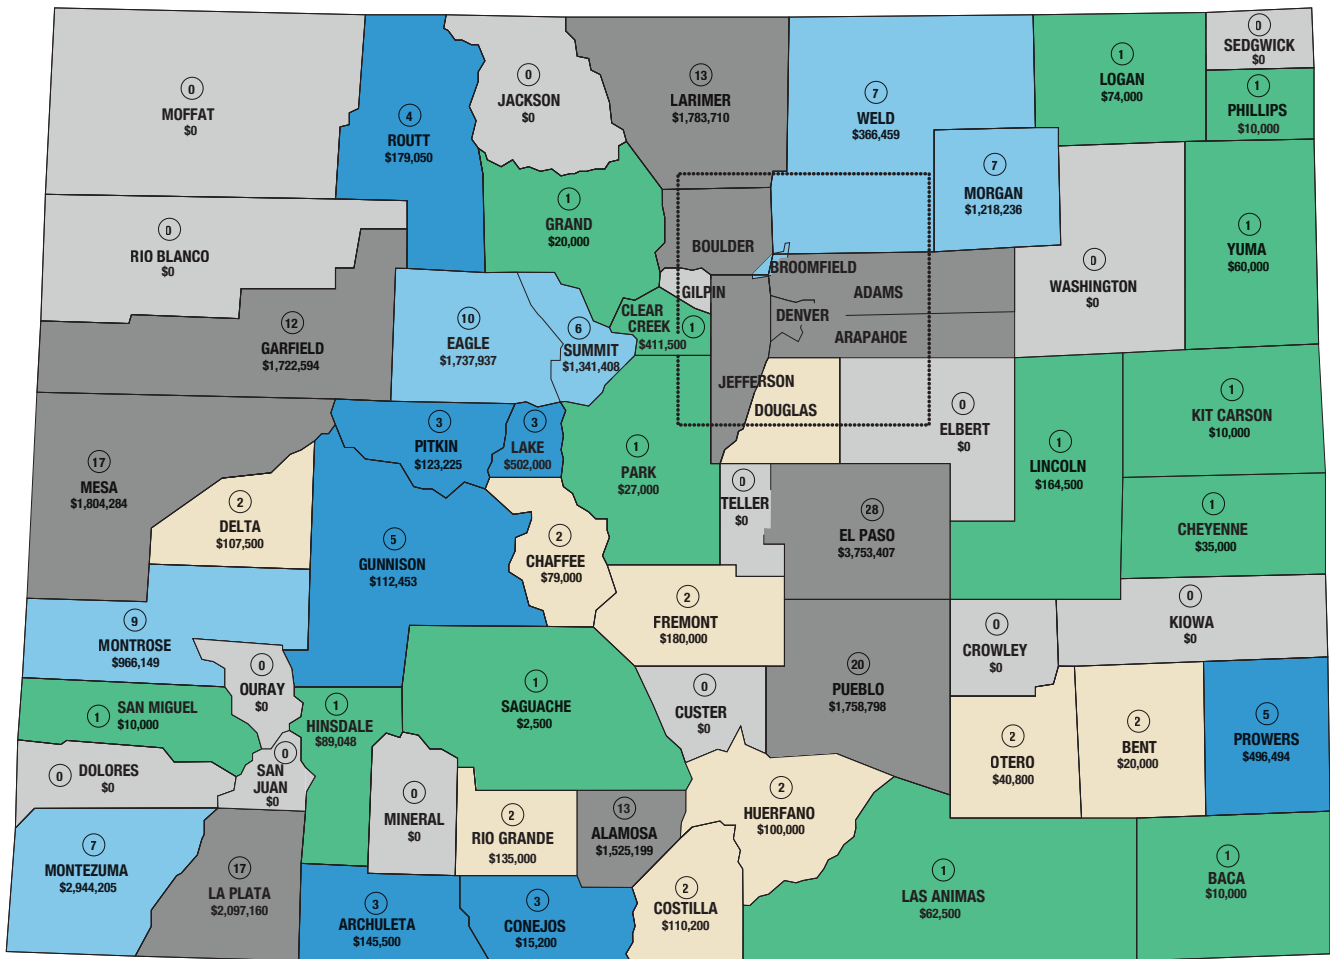 0
MOFFAT
$0
4
ROUTT
$179,050
0
JACKSON
$0
13
LARIMER
$1,783,710
7
WELD
$366,459
1
LOGAN
$74,000
0
SEDGWICK
$0
1
PHILLIPS
$10,000
7
MORGAN
$1,218,236
0
RIO BLANCO
$0
1
GRAND
$20,000
BOULDER
BROOMFIELD
GILPIN
ADAMS
DENVER
ARAPAHOE
0
WASHINGTON
$0
1
YUMA
$60,000
12
GARFIELD
$1,722,594
10
EAGLE
$1,737,937
6
SUMMIT
$1,341,408
CLEAR
CREEK
1
$411,500
JEFFERSON
DOUGLAS
0
ELBERT
$0
1
KIT CARSON
$10,000
17
MESA
$1,804,284
3
PITKIN
$123,225
3
LAKE
$502,000
1
PARK
$27,000
1
LINCOLN
$164,500
2
DELTA
$107,500
5
GUNNISON
$112,453
2
CHAFFEE
$79,000
0
TELLER
$0
28
EL PASO
$3,753,407
1
CHEYENNE
$35,000
9
MONTROSE
$966,149
2
FREMONT
$180,000
0
CROWLEY
$0
0
KIOWA
$0
0
OURAY
$0
1
SAN MIGUEL
$10,000
1
HINSDALE
$89,048
1
SAGUACHE
$2,500
0
CUSTER
$0
20
PUEBLO
$1,758,798
2
OTERO
$40,800
2
BENT
$20,000
5
PROWERS
$496,494
0
DOLORES
$0
0
SAN
JUAN
$0
0
MINERAL
$0
2
RIO GRANDE
$135,000
13
ALAMOSA
$1,525,199
2
HUERFANO
$100,000
7
MONTEZUMA
$2,944,205
17
LA PLATA
$2,097,160
3
ARCHULETA
$145,500
3
CONEJOS
$15,200
2
COSTILLA
$110,200
1
LAS ANIMAS
$62,500
1
BACA
$10,000